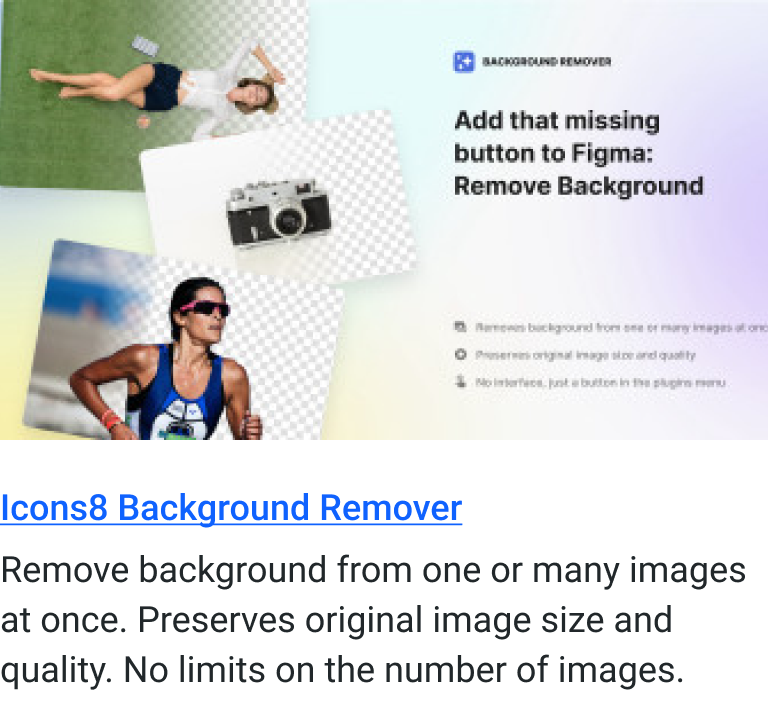 BACKGROUND REMOVER
Add that missing
button to Figma:
Remove Background
Removes background from one or many images at onc
Preserves original image size and quality
No interface, just a button in the plugins menu
Icons8 Background Remover
Remove background from one or many images
at once. Preserves original image size and
quality. No limits on the number of images.